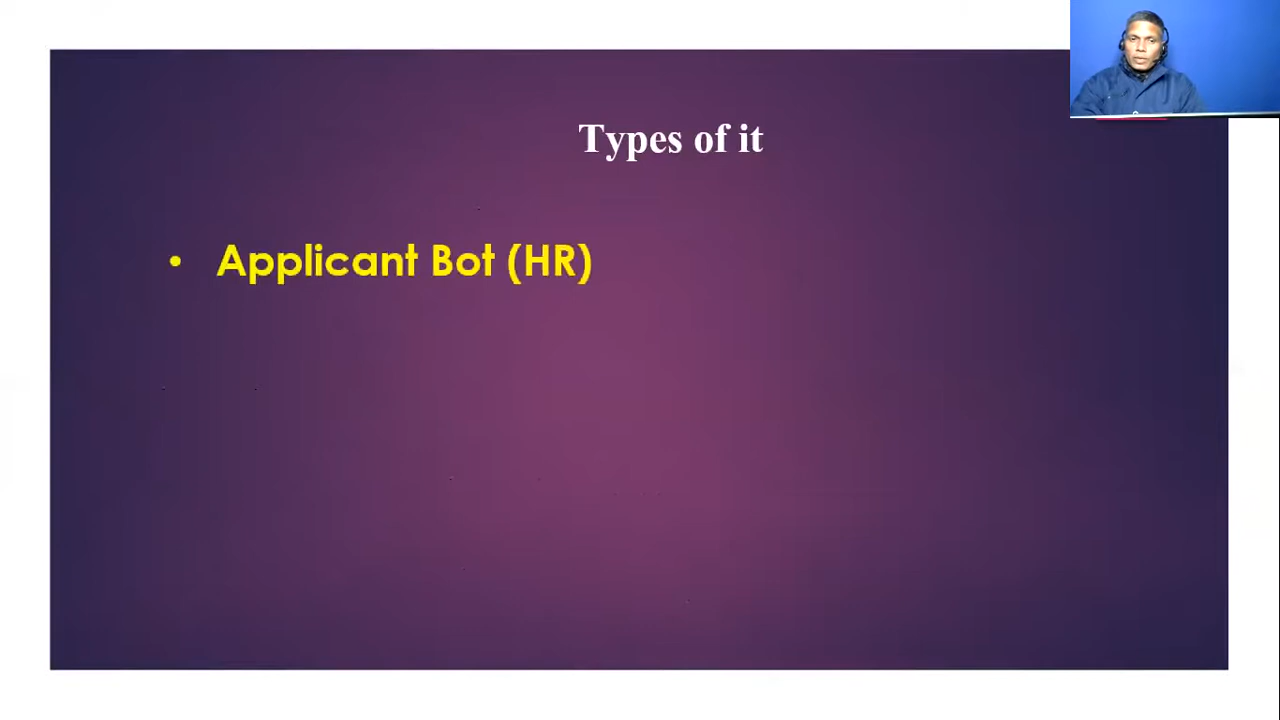 Types of it
• Applicant Bot (HR)